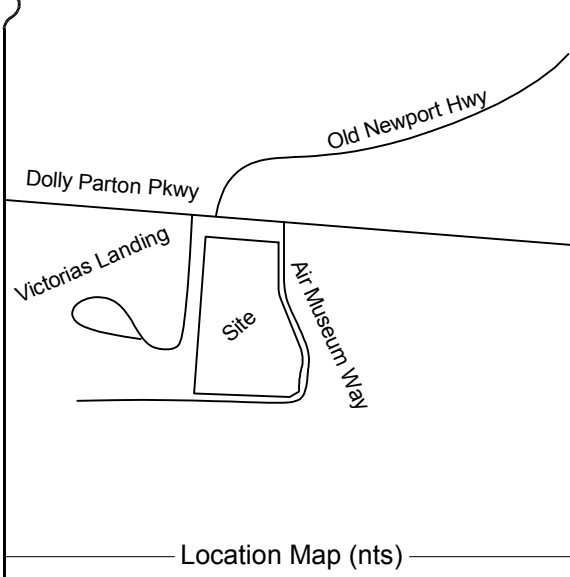 Old Newport Hwy
Dolly Parton Pkwy
Victorias Landing
Air Museum Way
Site
Location Map (nts)